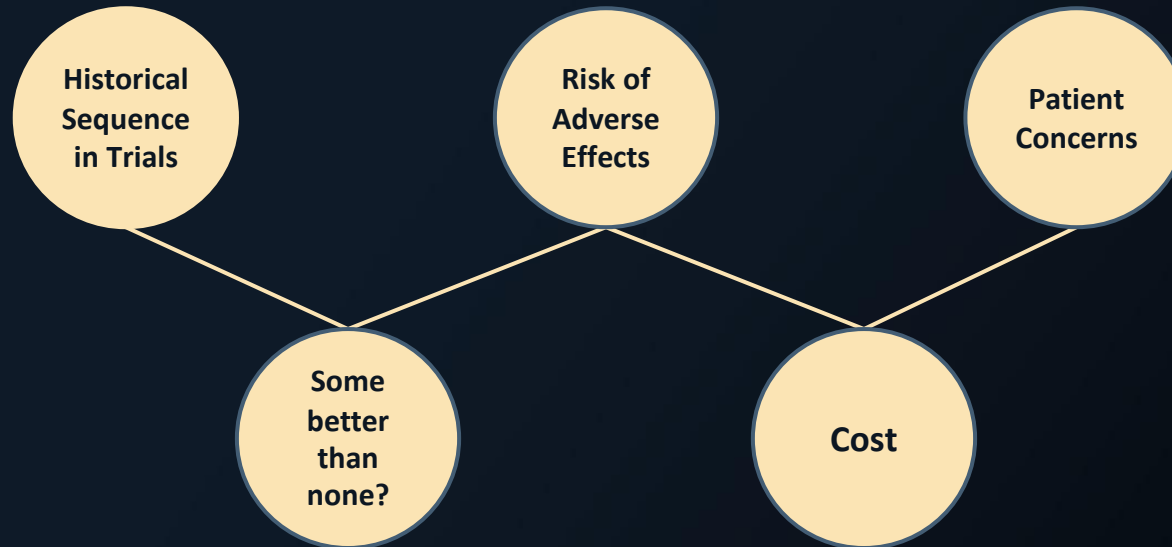 Historical
Sequence
in Trials
Risk of
Adverse
Effects
Patient
Concerns
Some
better
than
none?
Cost